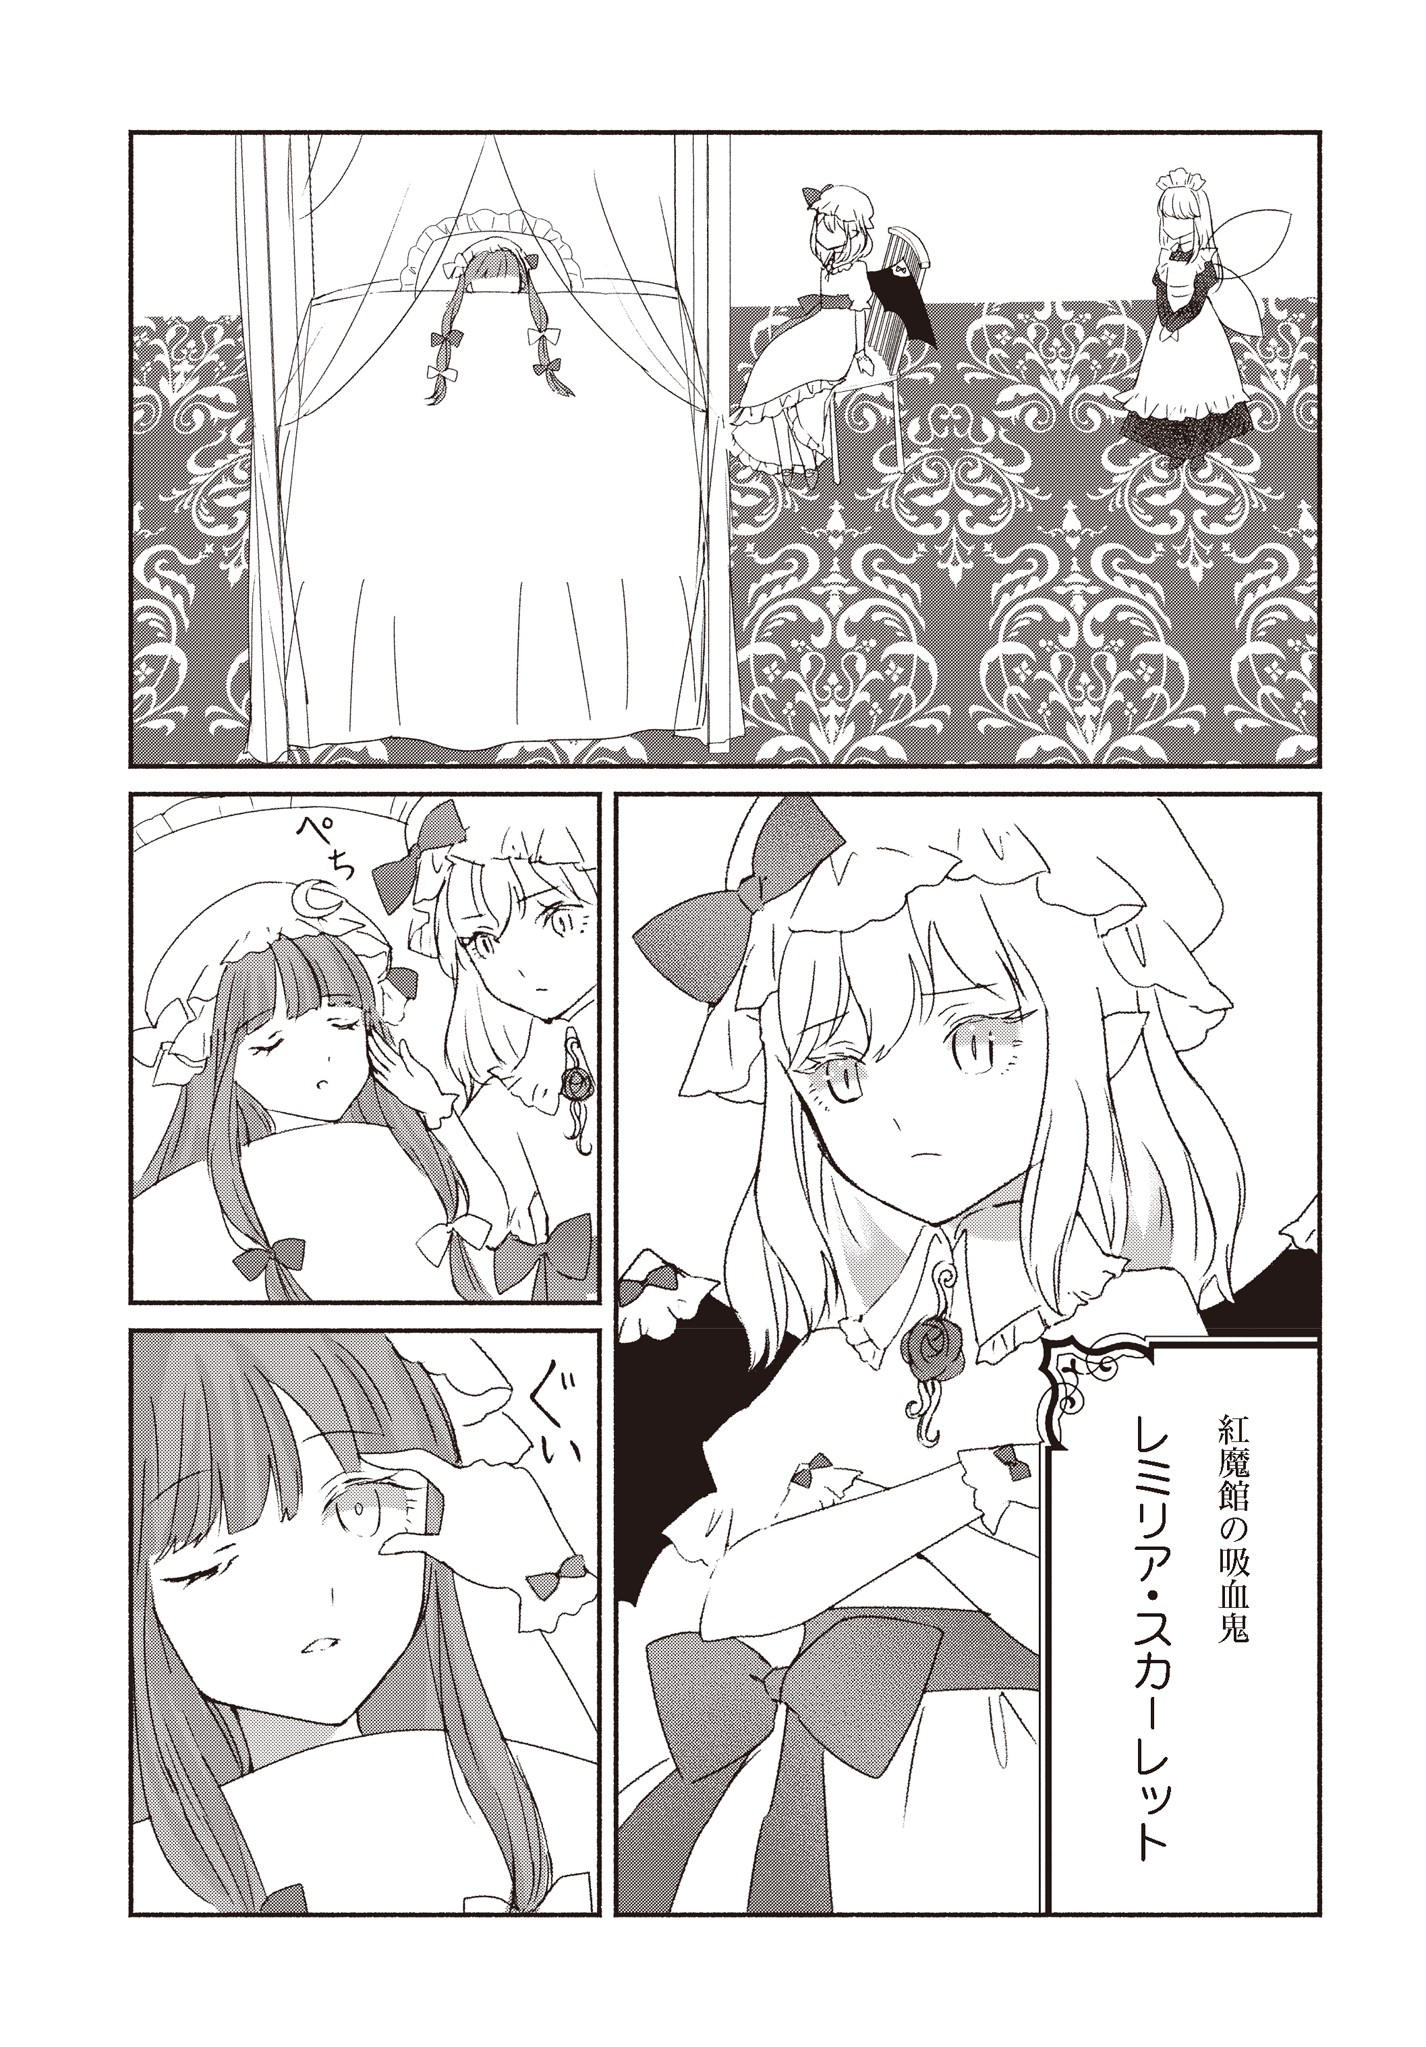 紅魔館の吸血鬼
レミリア・スカーレット
ぺち
ぐい